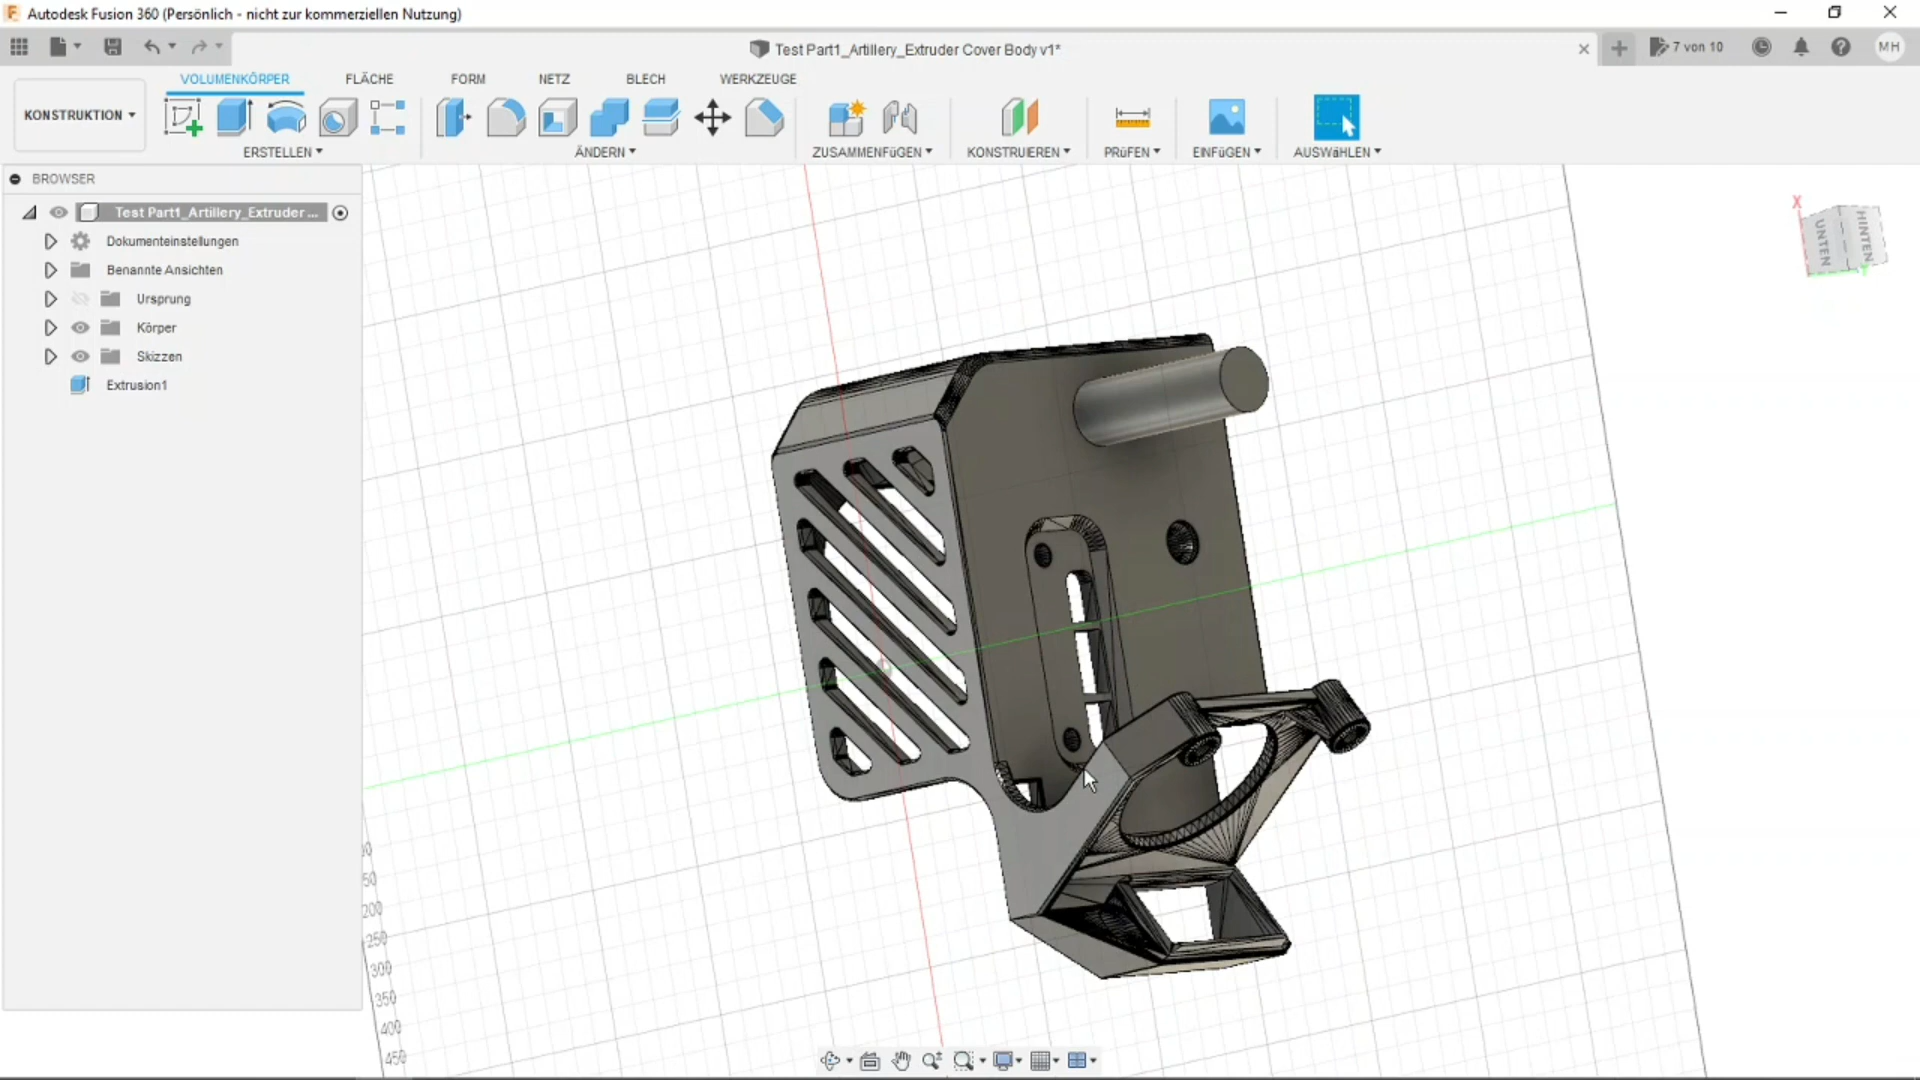 Autodesk Fusion 360 (Persönlich - nicht zur kommerziellen Nutzung)
Test Part1_Artillery_Extruder Cover Body v1*
7 von 10
MH
KONSTRUKTION
VOLUMENKÖRPER
FLÄCHE
FORM
NETZ
BLECH
WERKZEUGE
ERSTELLEN
ÄNDERN
ZUSAMMENFÜGEN
KONSTRUIEREN
PRÜFEN
EINFÜGEN
AUSWÄHLEN
BROWSER
Test Part1_Artillery_Extruder ...
Dokumenteinstellungen
Benannte Ansichten
Ursprung
Körper
Skizzen
Extrusion1
X
UNTEN
HINTEN
200
250
300
350
400
450